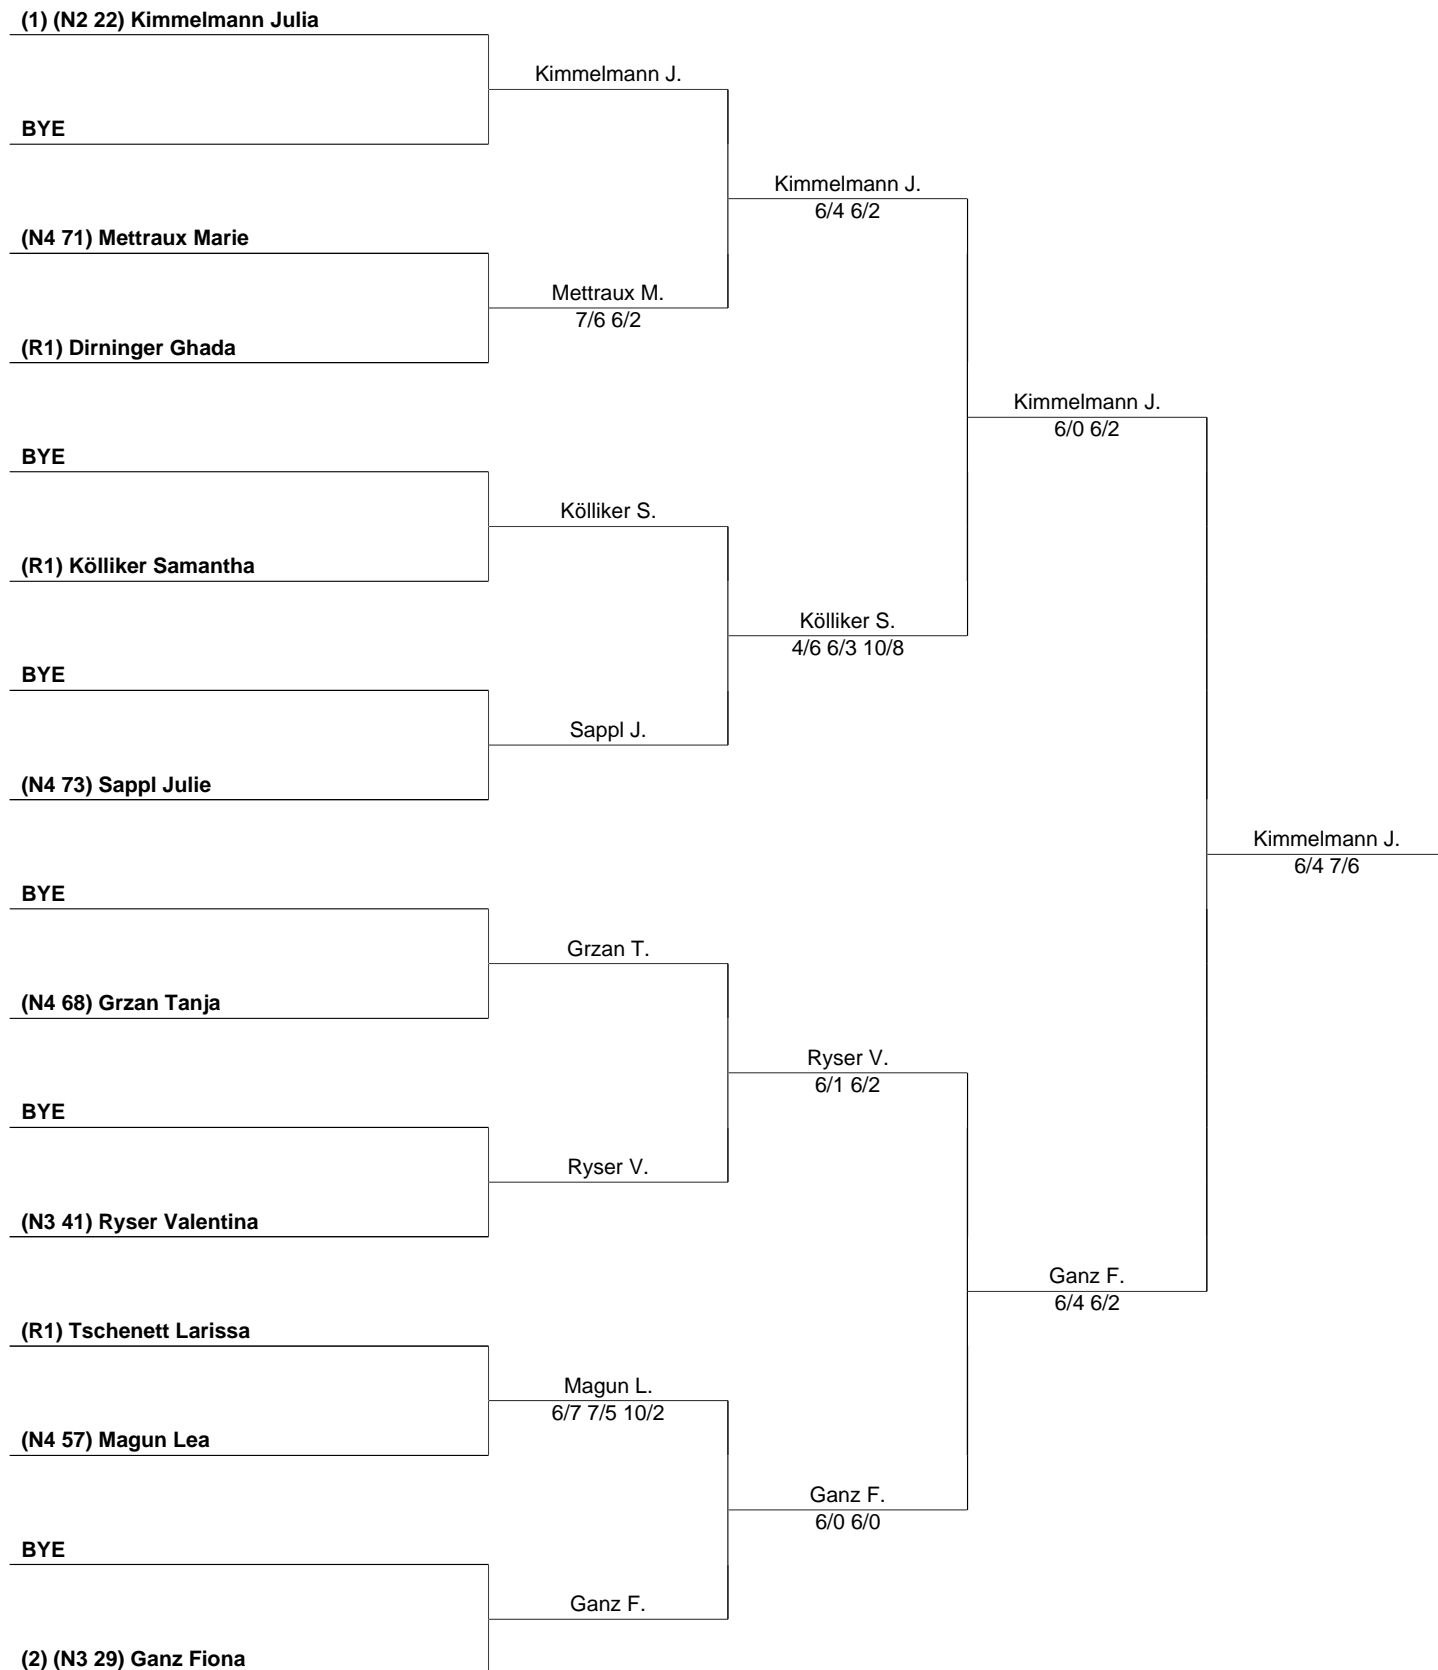 (1) (N2 22) Kimmelmann Julia
Kimmelmann J.
BYE
Kimmelmann J.
6/4 6/2
(N4 71) Mettraux Marie
Mettraux M.
7/6 6/2
(R1) Dirninger Ghada
Kimmelmann J.
6/0 6/2
BYE
Kölliker S.
(R1) Kölliker Samantha
Kölliker S.
4/6 6/3 10/8
BYE
Sappl J.
(N4 73) Sappl Julie
Kimmelmann J.
6/4 7/6
BYE
Grzan T.
(N4 68) Grzan Tanja
Ryser V.
6/1 6/2
BYE
Ryser V.
(N3 41) Ryser Valentina
Ganz F.
6/4 6/2
(R1) Tschenett Larissa
Magun L.
6/7 7/5 10/2
(N4 57) Magun Lea
Ganz F.
6/0 6/0
BYE
Ganz F.
(2) (N3 29) Ganz Fiona